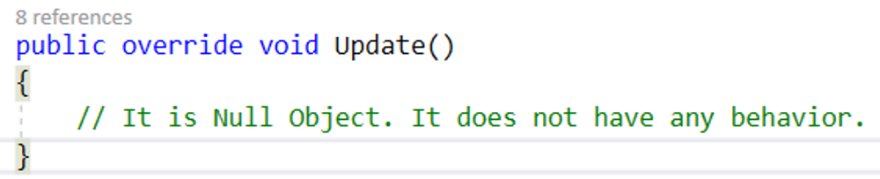 8 references
public override void Update()
{
// It is Null Object. It does not have any behavior.
}